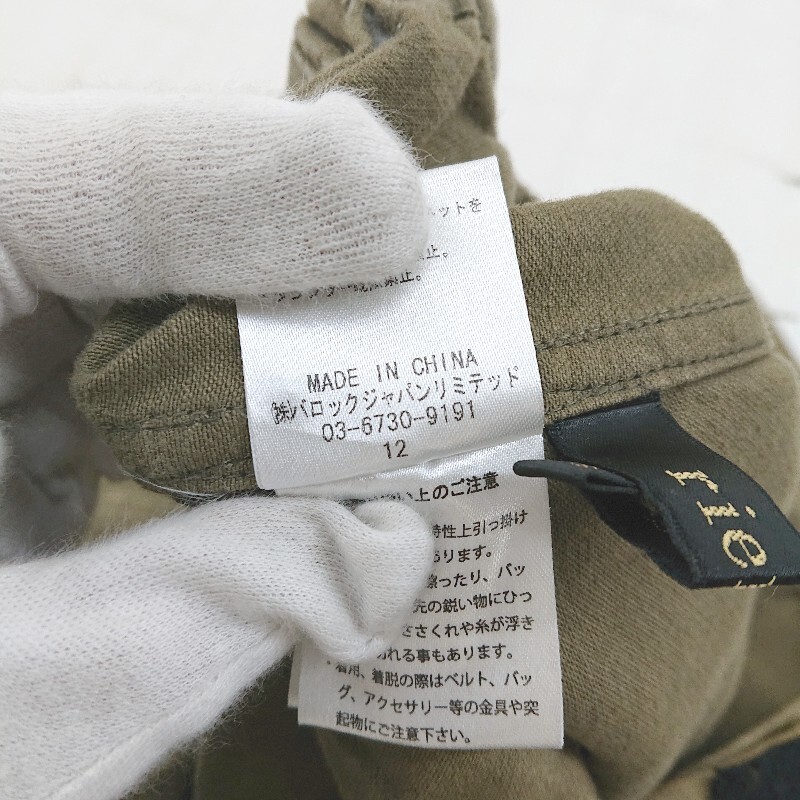 ットを
止。
禁止。
MADE IN CHINA
㈱バロックジャパンリミテッド
03-6730-9191
12
い上のご注意
特性上引っ掛け
あります。
擦ったり、バッ
先の鋭い物にひっ
ささくれや糸が浮き
切れる事もあります。
・着用、着脱の際はベルト、バッ
グ、アクセサリー等の金具や突
起物にご注意下さい。
rie